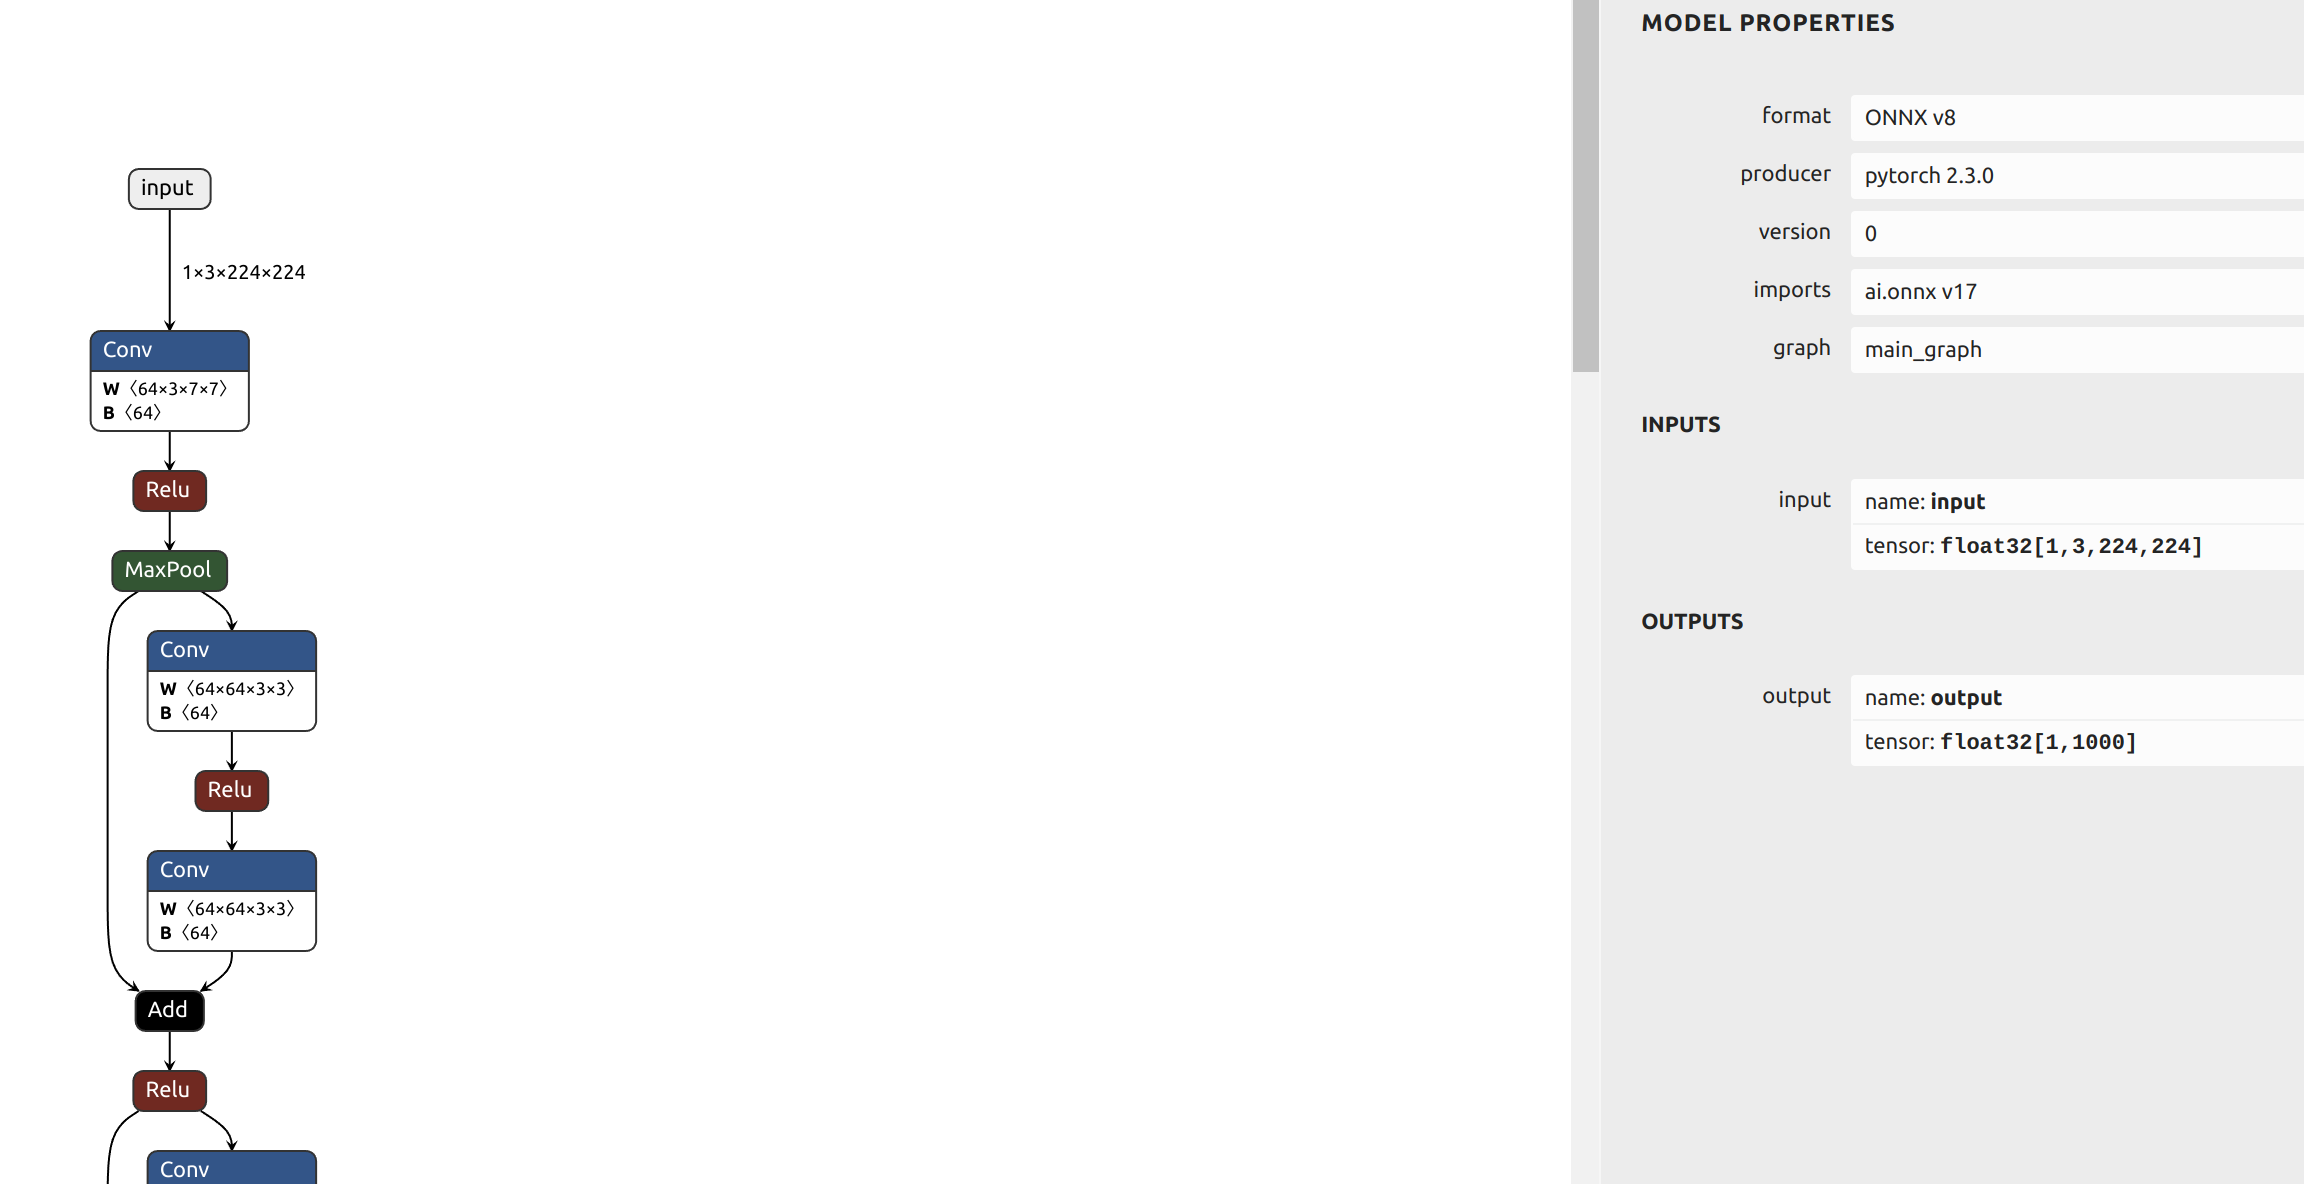 input
1×3×224×224
Conv
W 〈64×3×7×7〉
B 〈64〉
Relu
MaxPool
Conv
W 〈64×64×3×3〉
B 〈64〉
Relu
Conv
W 〈64×64×3×3〉
B 〈64〉
Add
Relu
Conv
MODEL PROPERTIES
format ONNX v8
producer pytorch 2.3.0
version 0
imports ai.onnx v17
graph main_graph
INPUTS
input name: input
tensor: float32[1,3,224,224]
OUTPUTS
output name: output
tensor: float32[1,1000]